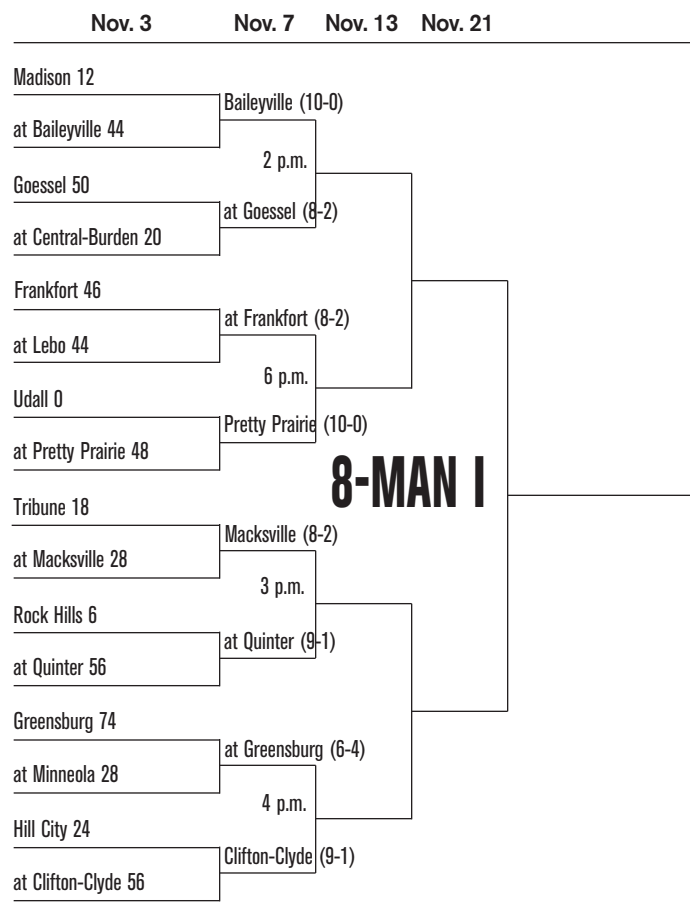 Nov. 3 Nov. 7 Nov. 13 Nov. 21
Madison 12
Baileyville (10-0)
at Baileyville 44
2 p.m.
Goessel 50
at Goessel (8-2)
at Central-Burden 20
Frankfort 46
at Frankfort (8-2)
at Lebo 44
6 p.m.
Udall 0
Pretty Prairie (10-0)
at Pretty Prairie 48
8-MAN I
Tribune 18
Macksville (8-2)
at Macksville 28
3 p.m.
Rock Hills 6
at Quinter (9-1)
at Quinter 56
Greensburg 74
at Greensburg (6-4)
at Minneola 28
4 p.m.
Hill City 24
Clifton-Clyde (9-1)
at Clifton-Clyde 56